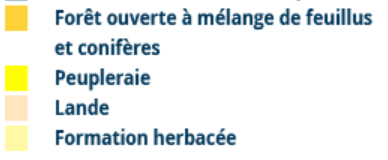 Forêt ouverte à mélange de feuillus
et conifères
Peupleraie
Lande
Formation herbacée